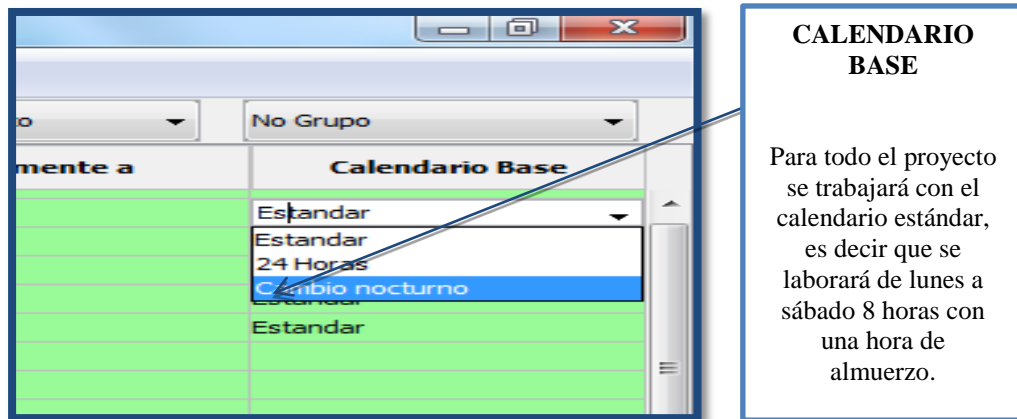 o
No Grupo
mente a
Calendario Base
Estandar
Estandar
24 Horas
Cambio nocturno
Estandar
Estandar
CALENDARIO
BASE
Para todo el proyecto
se trabajará con el
calendario estándar,
es decir que se
laborará de lunes a
sábado 8 horas con
una hora de
almuerzo.